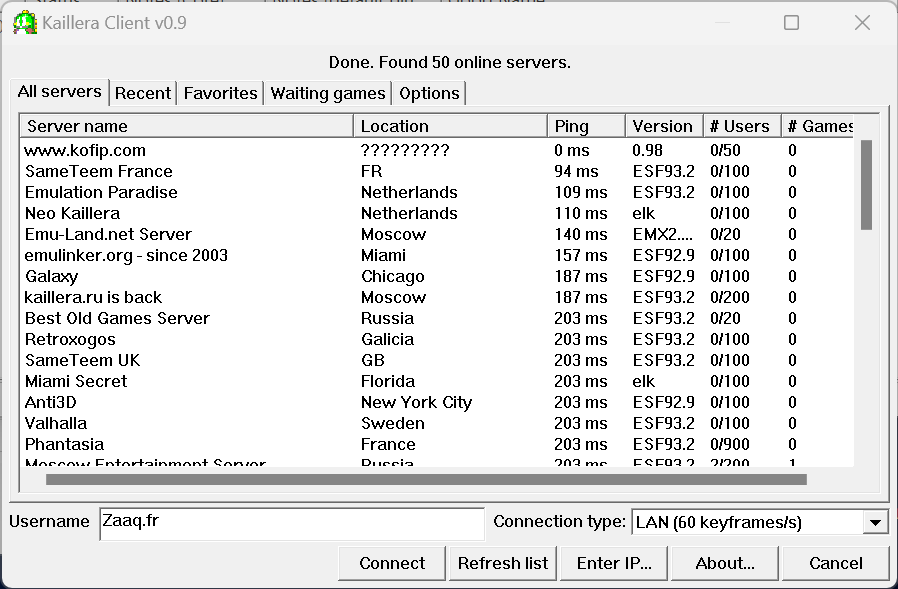 Kaillera Client v0.9
Done. Found 50 online servers.
All servers Recent Favorites Waiting games Options
Server name Location Ping Version # Users # Games
www.kofip.com ????????? 0 ms 0.98 0/50 0
SameTeem France FR 94 ms ESF93.2 0/100 0
Emulation Paradise Netherlands 109 ms ESF93.2 0/100 0
Neo Kaillera Netherlands 110 ms elk 0/100 0
Emu-Land.net Server Moscow 140 ms EMX2.... 0/20 0
emulinker.org - since 2003 Miami 157 ms ESF92.9 0/100 0
Galaxy Chicago 187 ms ESF92.9 0/100 0
kaillera.ru is back Moscow 187 ms ESF93.2 0/200 0
Best Old Games Server Russia 203 ms ESF93.2 0/20 0
Retroxogos Galicia 203 ms ESF93.2 0/100 0
SameTeem UK GB 203 ms ESF93.2 0/100 0
Miami Secret Florida 203 ms elk 0/100 0
Anti3D New York City 203 ms ESF92.9 0/100 0
Valhalla Sweden 203 ms ESF93.2 0/100 0
Phantasia France 203 ms ESF93.2 0/900 0
Moscow Entertainment Server Russia 203 ms ESF93.2 2/200 1
Username Zaaq.fr Connection type: LAN (60 keyframes/s)
Connect Refresh list Enter IP... About... Cancel